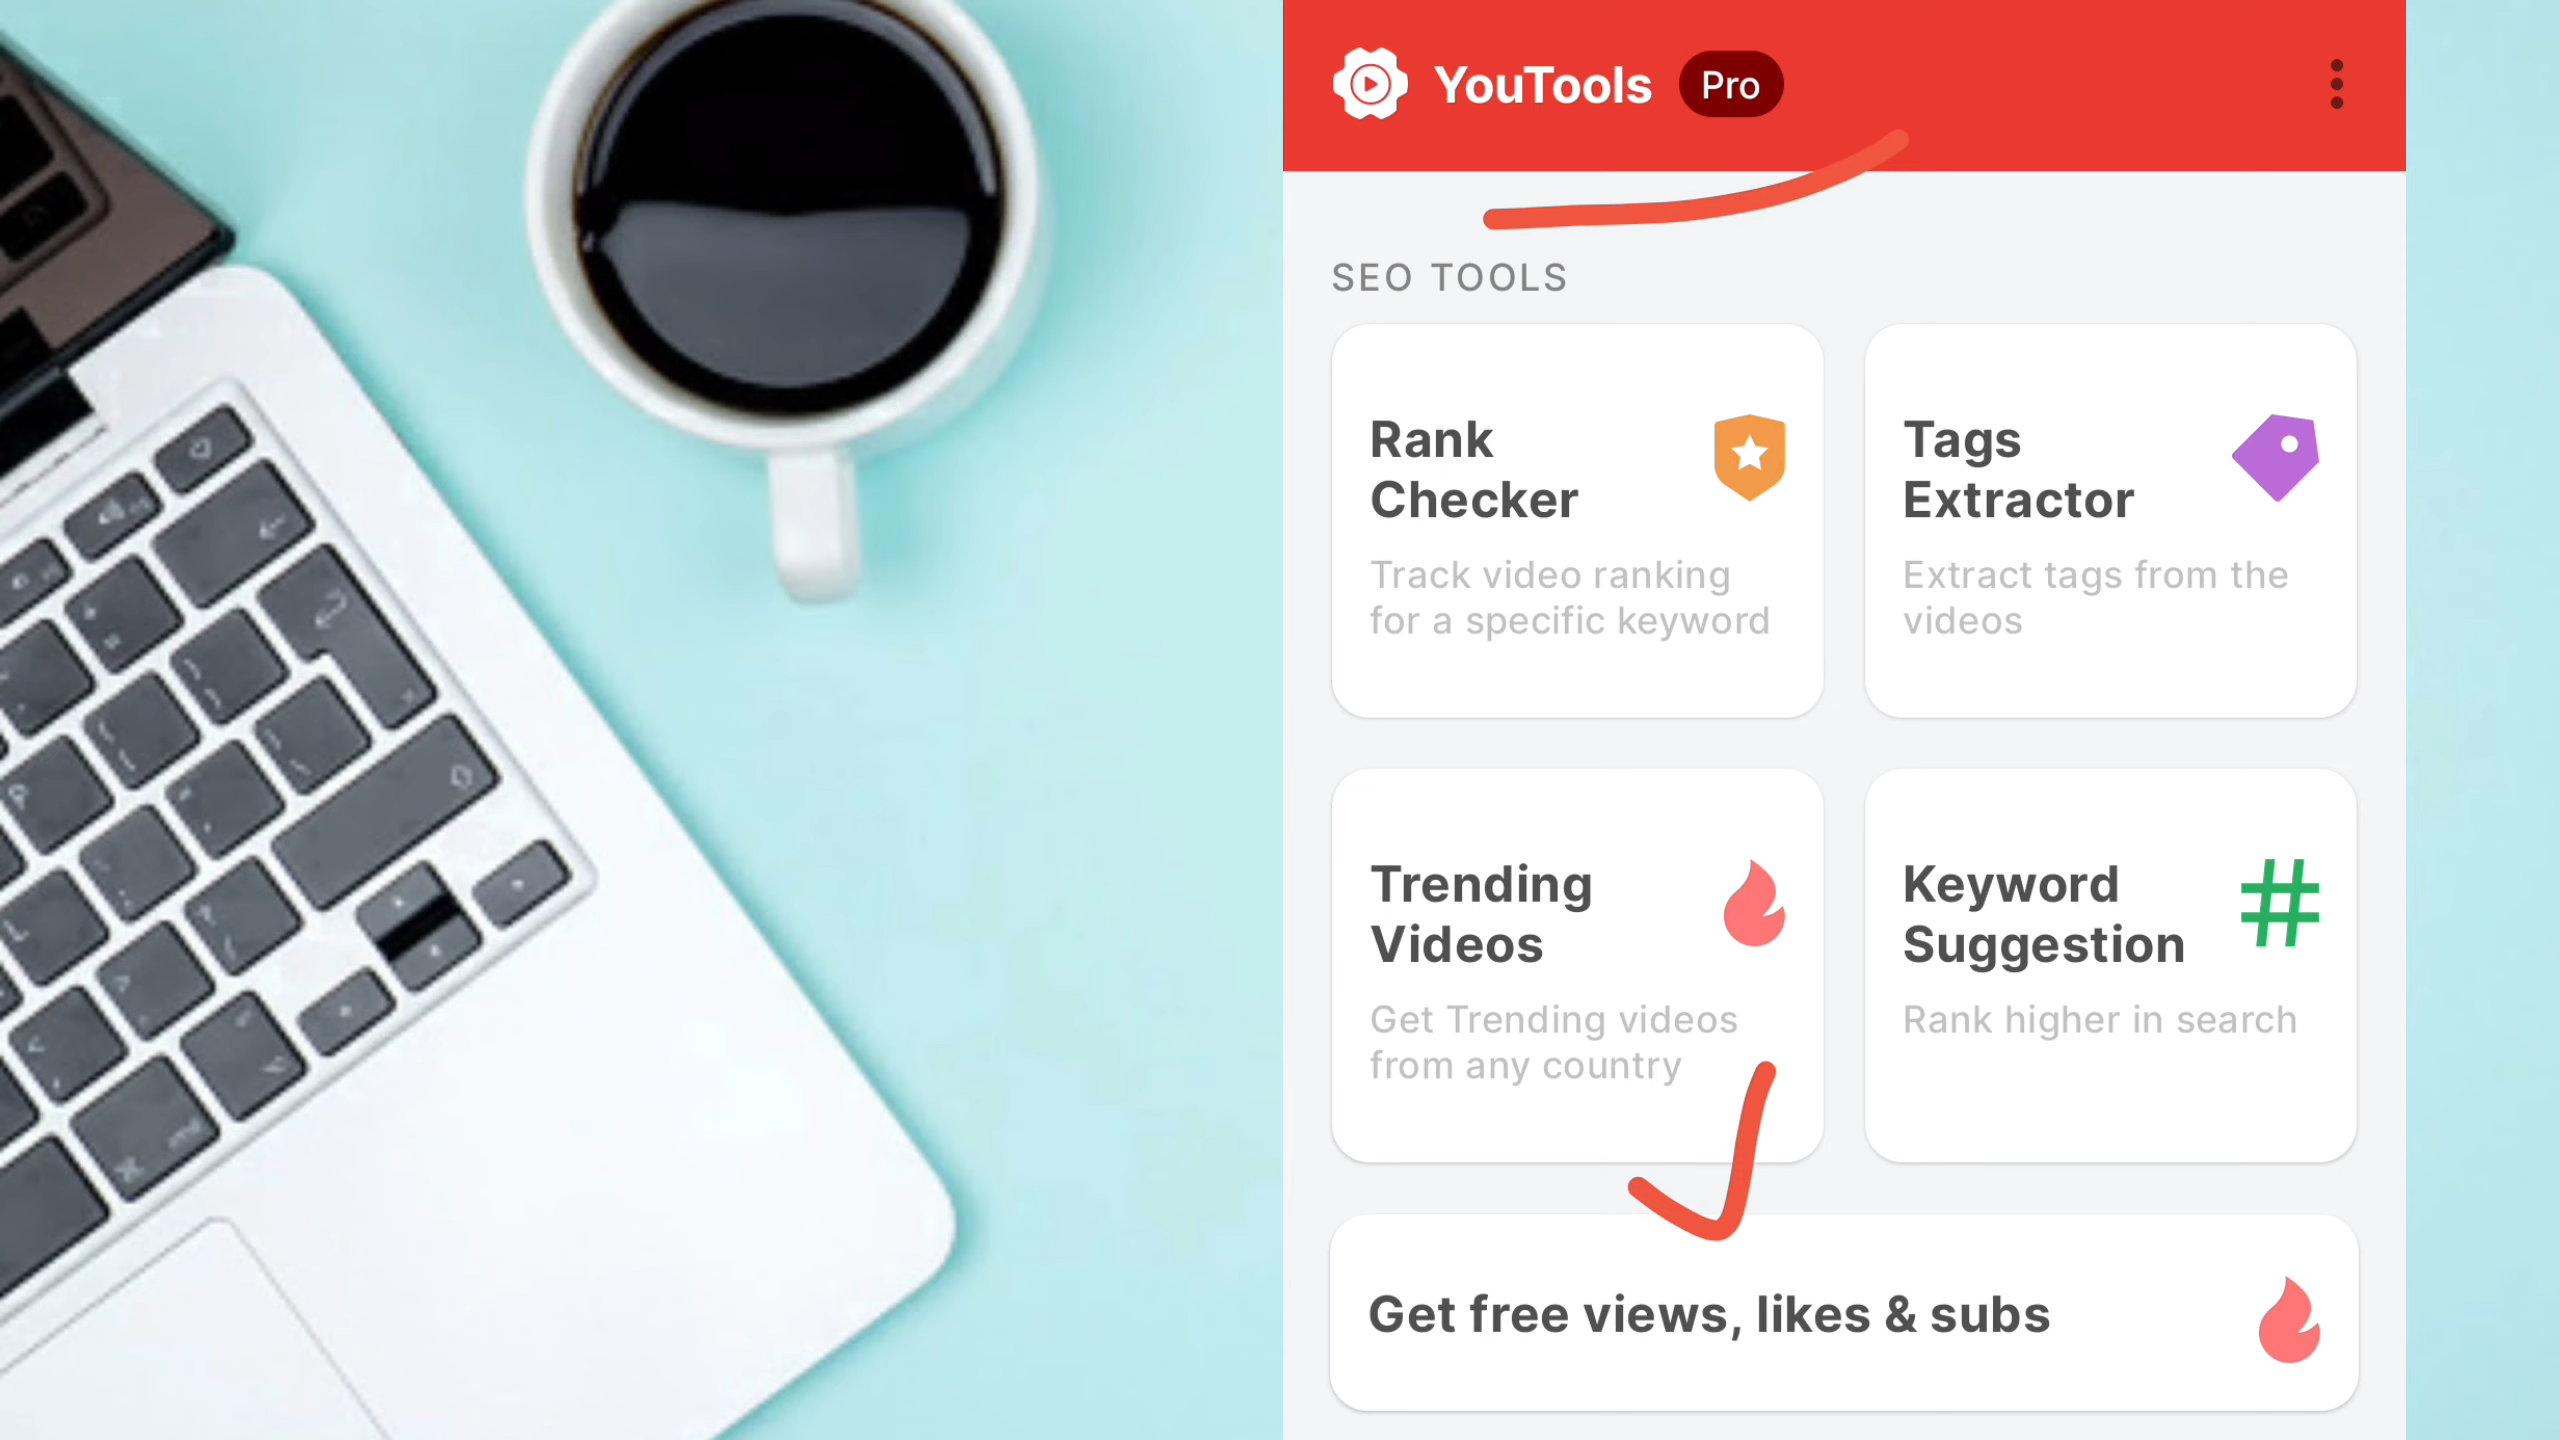 YouTools Pro
SEO TOOLS
Rank
Checker
Track video ranking
for a specific keyword
Tags
Extractor
Extract tags from the
videos
Trending
Videos
Get Trending videos
from any country
Keyword
Suggestion
Rank higher in search
Get free views, likes & subs